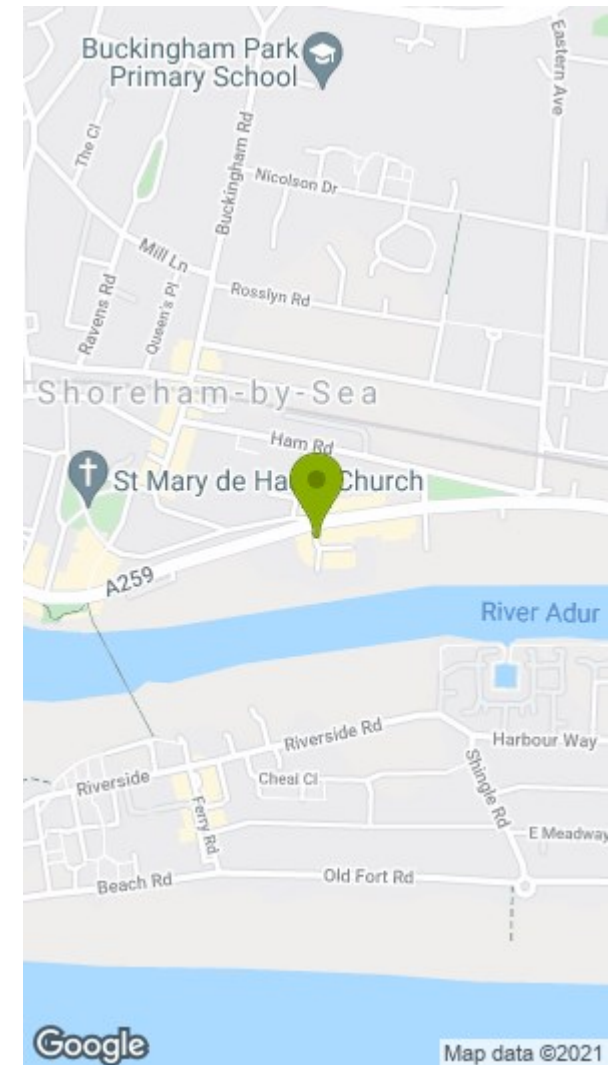 Buckingham Park
Primary School
Eastern Ave
The Cl
Buckingham Rd
Nicolson Dr
Mill Ln
Ravens Rd
Queen's Pl
Rosslyn Rd
Shoreham-by-Sea
Ham Rd
St Mary de Ha Church
A259
River Adur
Riverside Rd
Harbour Way
Riverside
Cheal Cl
Shingle Rd
Ferry Rd
E Meadway
Beach Rd
Old Fort Rd
Google
Map data ©2021